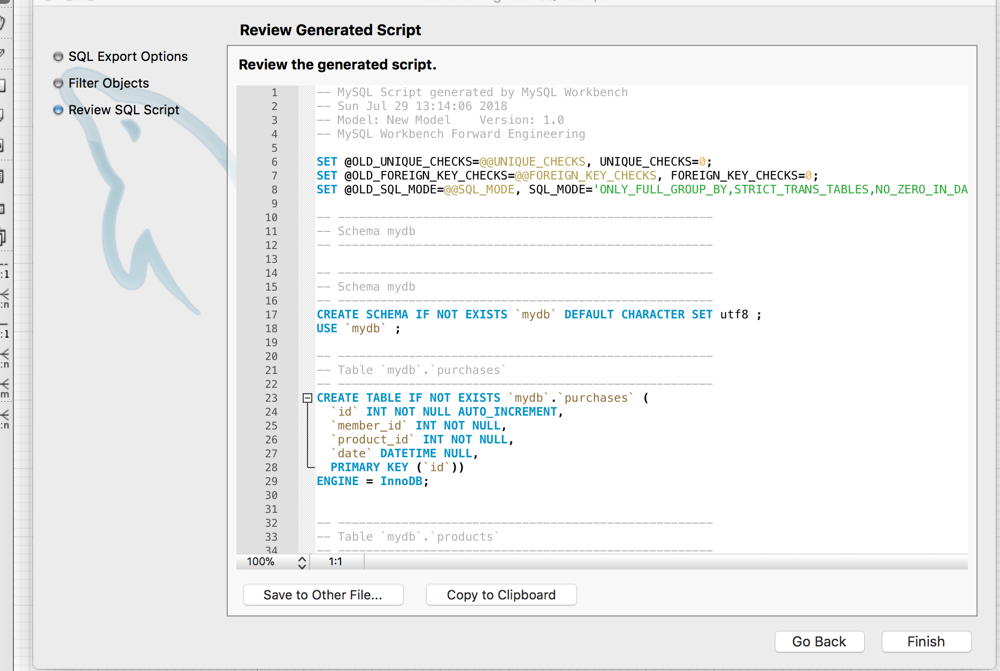 Review Generated Script
SQL Export Options
Filter Objects
Review SQL Script
Review the generated script.
1 -- MySQL Script generated by MySQL Workbench
2 -- Sun Jul 29 13:14:06 2018
3 -- Model: New Model    Version: 1.0
4 -- MySQL Workbench Forward Engineering
5
6 SET @OLD_UNIQUE_CHECKS=@@UNIQUE_CHECKS, UNIQUE_CHECKS=0;
7 SET @OLD_FOREIGN_KEY_CHECKS=@@FOREIGN_KEY_CHECKS, FOREIGN_KEY_CHECKS=0;
8 SET @OLD_SQL_MODE=@@SQL_MODE, SQL_MODE='ONLY_FULL_GROUP_BY,STRICT_TRANS_TABLES,NO_ZERO_IN_DA
9
10 -- -----------------------------------------------------
11 -- Schema mydb
12 -- -----------------------------------------------------
13
14 -- -----------------------------------------------------
15 -- Schema mydb
16 -- -----------------------------------------------------
17 CREATE SCHEMA IF NOT EXISTS `mydb` DEFAULT CHARACTER SET utf8 ;
18 USE `mydb` ;
19
20 -- -----------------------------------------------------
21 -- Table `mydb`.`purchases`
22 -- -----------------------------------------------------
23 CREATE TABLE IF NOT EXISTS `mydb`.`purchases` (
24   `id` INT NOT NULL AUTO_INCREMENT,
25   `member_id` INT NOT NULL,
26   `product_id` INT NOT NULL,
27   `date` DATETIME NULL,
28   PRIMARY KEY (`id`))
29 ENGINE = InnoDB;
30
31
32 -- -----------------------------------------------------
33 -- Table `mydb`.`products`
34 -- -----------------------------------------------------
100% 1:1
Save to Other File... Copy to Clipboard
Go Back Finish
:1
:n
:1
:n
:m
:n